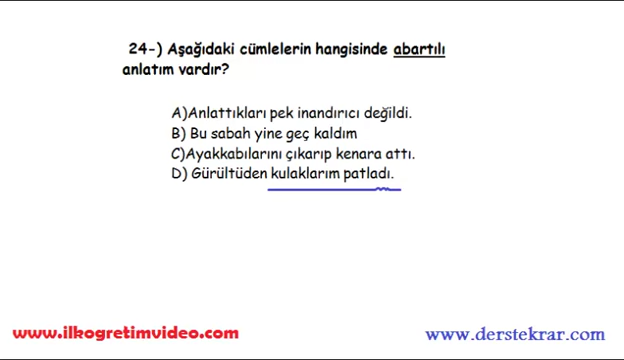 24-) Aşağıdaki cümlelerin hangisinde abartılı
anlatım vardır?
A)Anlattıkları pek inandırıcı değildi.
B) Bu sabah yine geç kaldım
C)Ayakkabılarını çıkarıp kenara attı.
D) Gürültüden kulaklarım patladı.
www.ilkogretimvideo.com
www.derstekrar.com